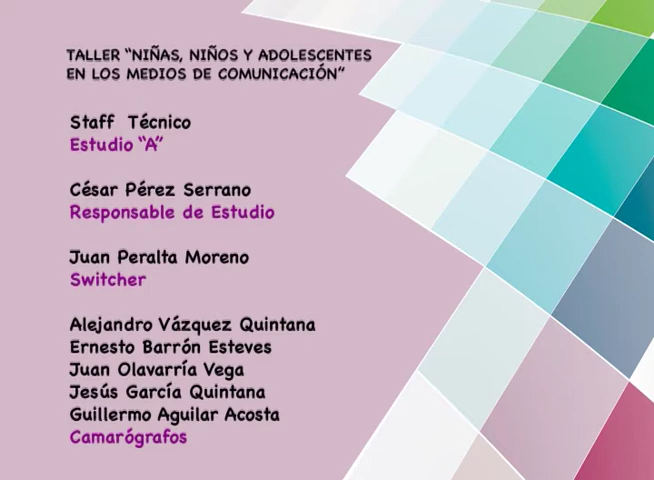 TALLER “NIÑAS, NIÑOS Y ADOLESCENTES
EN LOS MEDIOS DE COMUNICACIÓN”
Staff Técnico
Estudio “A”
César Pérez Serrano
Responsable de Estudio
Juan Peralta Moreno
Switcher
Alejandro Vázquez Quintana
Ernesto Barrón Esteves
Juan Olavarría Vega
Jesús García Quintana
Guillermo Aguilar Acosta
Camarógrafos